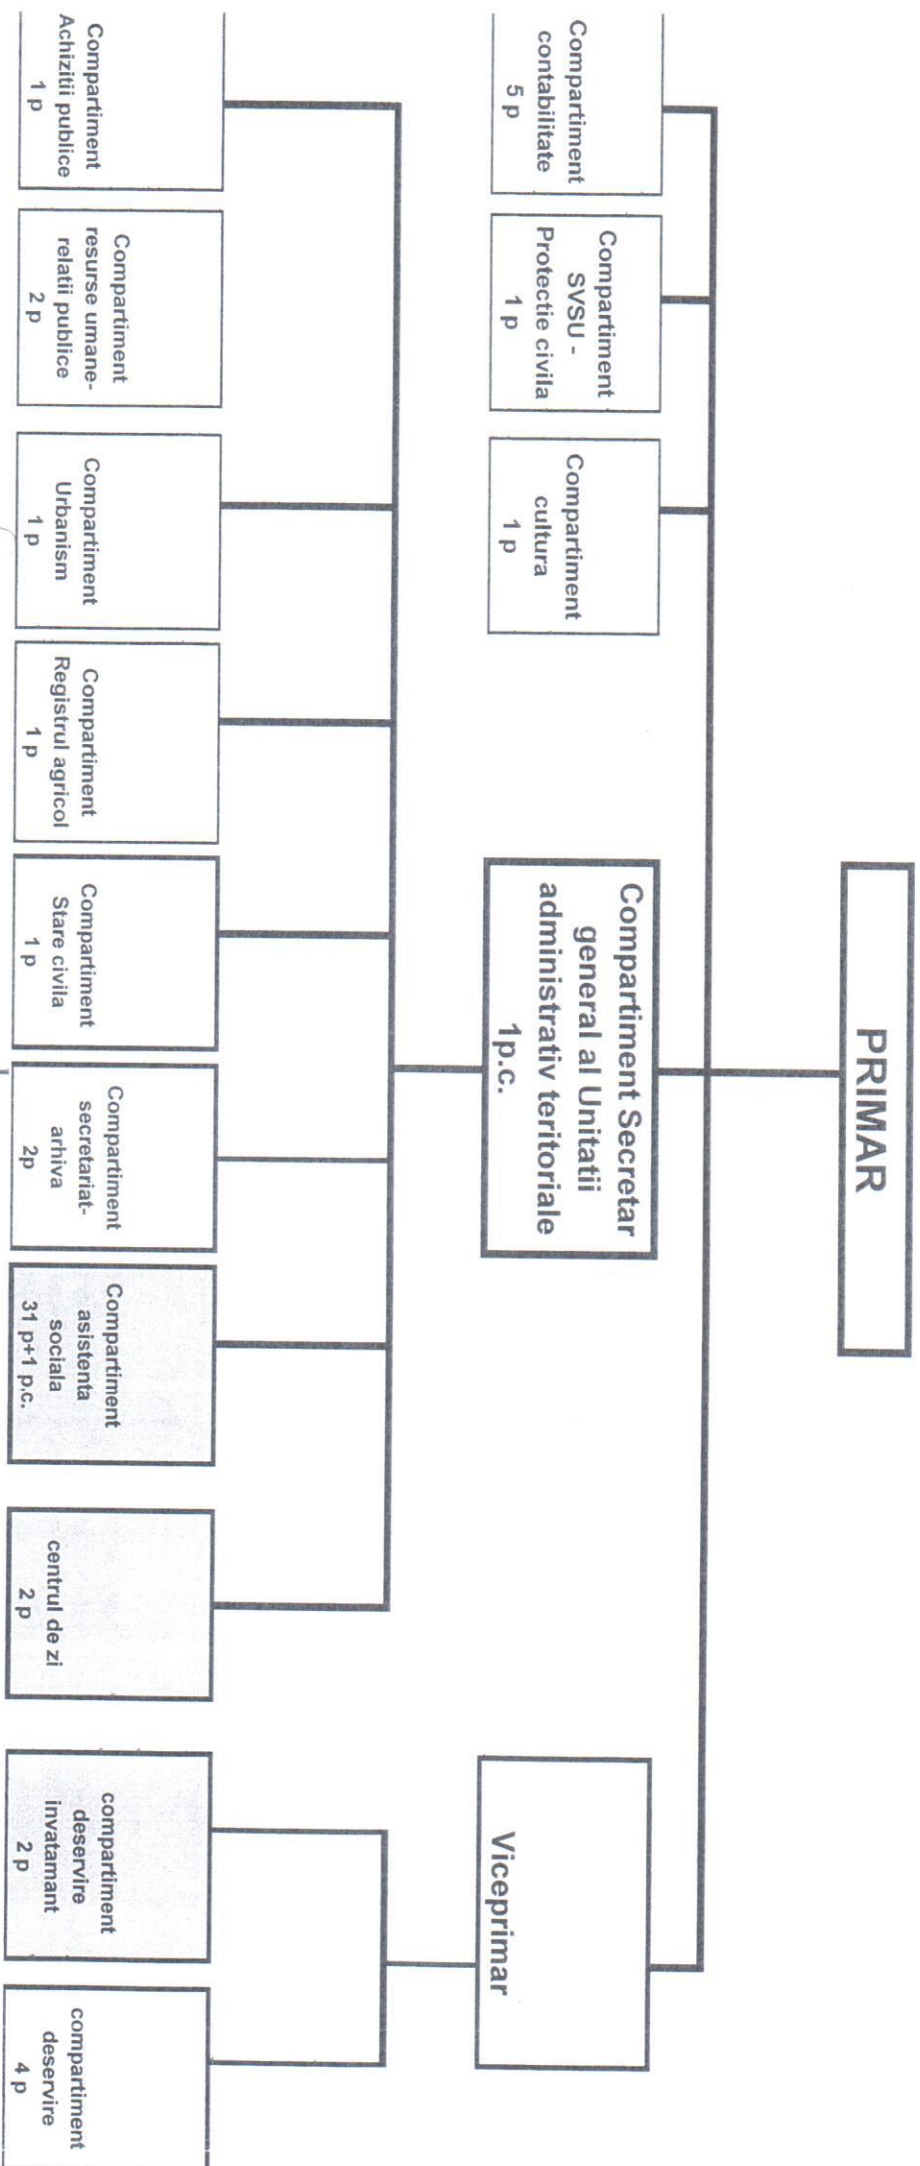 PRIMAR
Compartiment
contabilitate
5 p
Compartiment
SVSU -
Protectie civila
1 p
Compartiment
cultura
1 p
Compartiment Secretar
general al Unitatii
administrativ teritoriale
1p.c.
Viceprimar
Compartiment
Achizitii publice
1 p
Compartiment
resurse umane-
relatii publice
2 p
Compartiment
Urbanism
1 p
Compartiment
Registrul agricol
1 p
Compartiment
Stare civila
1 p
Compartiment
secretariat-
arhiva
2p
Compartiment
asistenta
sociala
31 p+1 p.c.
centrul de zi
2 p
compartiment
deservire
invatamant
2 p
compartiment
deservire
4 p